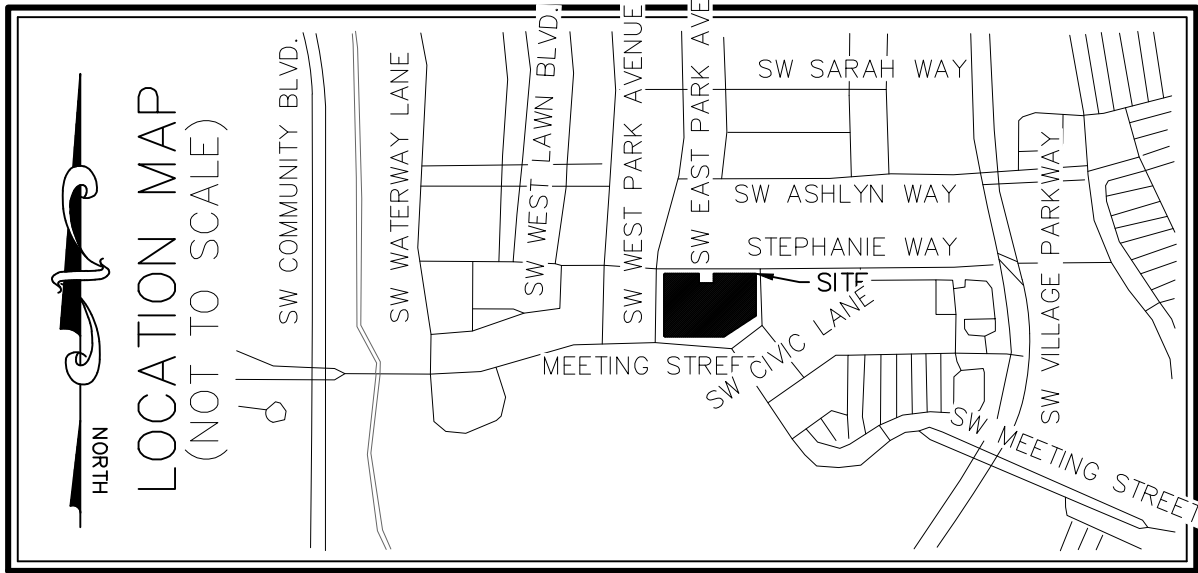 LOCATION MAP
(NOT TO SCALE)
NORTH
SW COMMUNITY BLVD.
SW WATERWAY LANE
SW WEST LAWN BLVD.
SW WEST PARK AVENUE
SW EAST PARK AVE
SW SARAH WAY
SW ASHLYN WAY
STEPHANIE WAY
SITE
SW CIVIC LANE
MEETING STREET
SW VILLAGE PARKWAY
SW MEETING STREET